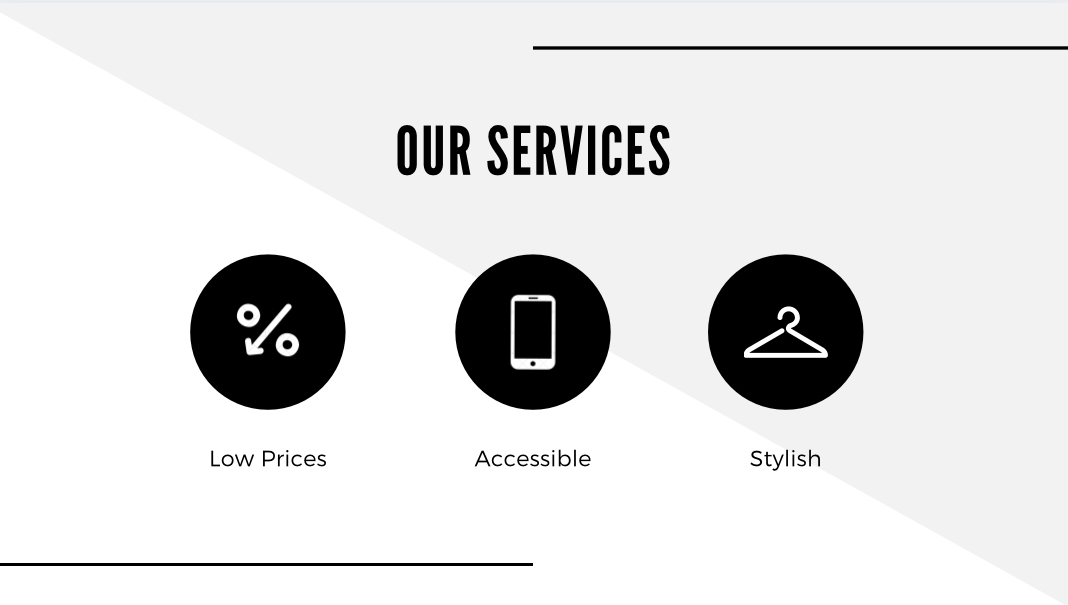 OUR SERVICES
Low Prices
Accessible
Stylish